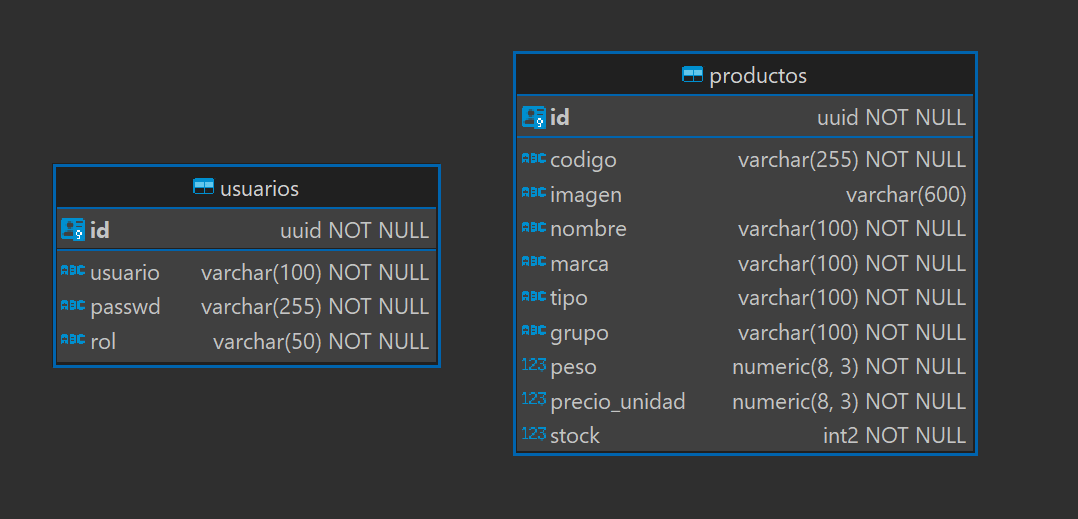 usuarios
id uuid NOT NULL
ABC usuario varchar(100) NOT NULL
ABC passwd varchar(255) NOT NULL
ABC rol varchar(50) NOT NULL
productos
id uuid NOT NULL
ABC codigo varchar(255) NOT NULL
ABC imagen varchar(600)
ABC nombre varchar(100) NOT NULL
ABC marca varchar(100) NOT NULL
ABC tipo varchar(100) NOT NULL
ABC grupo varchar(100) NOT NULL
123 peso numeric(8, 3) NOT NULL
123 precio_unidad numeric(8, 3) NOT NULL
123 stock int2 NOT NULL